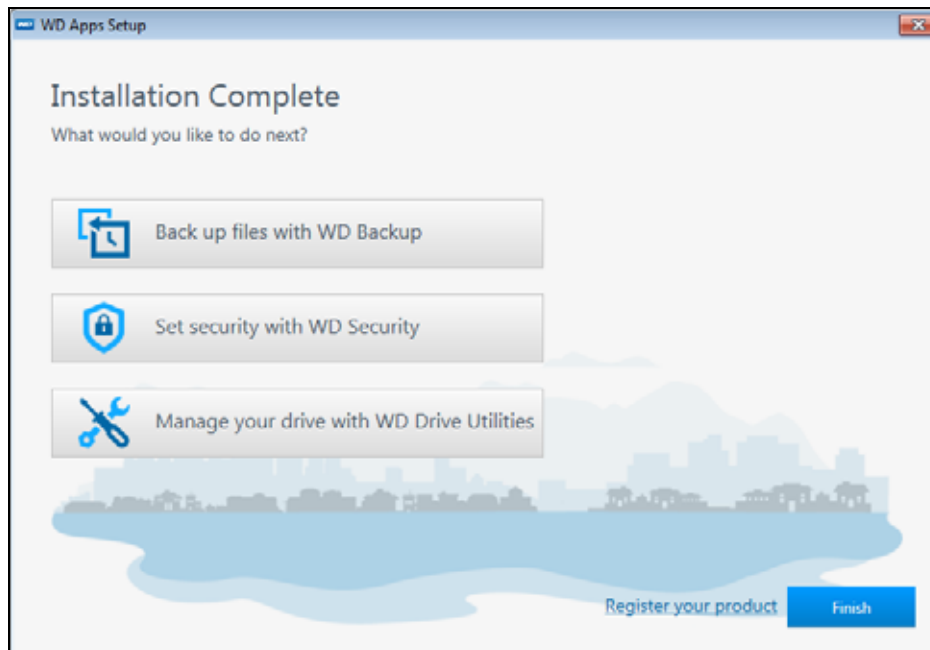 WD Apps Setup
Installation Complete
What would you like to do next?
Back up files with WD Backup
Set security with WD Security
Manage your drive with WD Drive Utilities
Register your product
Finish